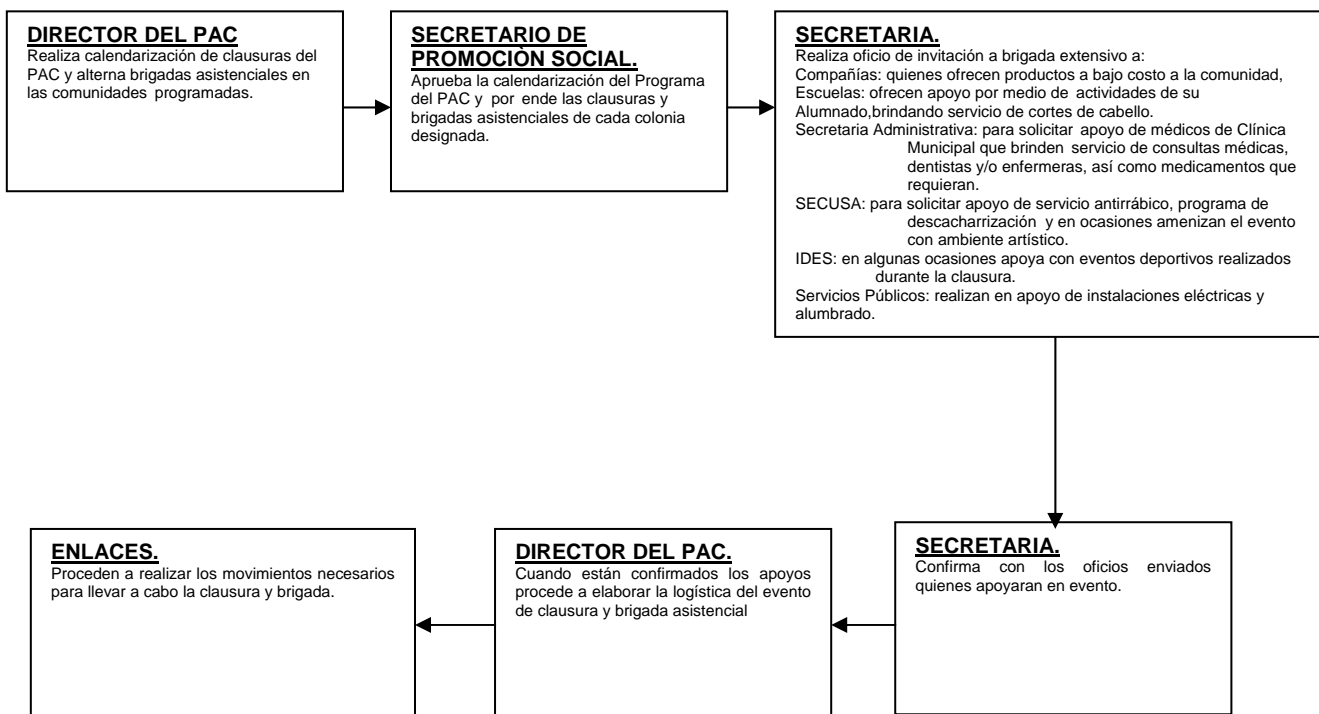 DIRECTOR DEL PAC
Realiza calendarización de clausuras del
PAC y alterna brigadas asistenciales en
las comunidades programadas.
SECRETARIO DE
PROMOCIÒN SOCIAL.
Aprueba la calendarización del Programa
del PAC y por ende las clausuras y
brigadas asistenciales de cada colonia
designada.
SECRETARIA.
Realiza oficio de invitación a brigada extensivo a:
Compañías: quienes ofrecen productos a bajo costo a la comunidad,
Escuelas: ofrecen apoyo por medio de actividades de su
Alumnado,brindando servicio de cortes de cabello.
Secretaria Administrativa: para solicitar apoyo de médicos de Clínica
Municipal que brinden servicio de consultas médicas,
dentistas y/o enfermeras, así como medicamentos que
requieran.
SECUSA: para solicitar apoyo de servicio antirrábico, programa de
descacharrización y en ocasiones amenizan el evento
con ambiente artístico.
IDES: en algunas ocasiones apoya con eventos deportivos realizados
durante la clausura.
Servicios Públicos: realizan en apoyo de instalaciones eléctricas y
alumbrado.
SECRETARIA.
Confirma con los oficios enviados
quienes apoyaran en evento.
DIRECTOR DEL PAC.
Cuando están confirmados los apoyos
procede a elaborar la logística del evento
de clausura y brigada asistencial
ENLACES.
Proceden a realizar los movimientos necesarios
para llevar a cabo la clausura y brigada.